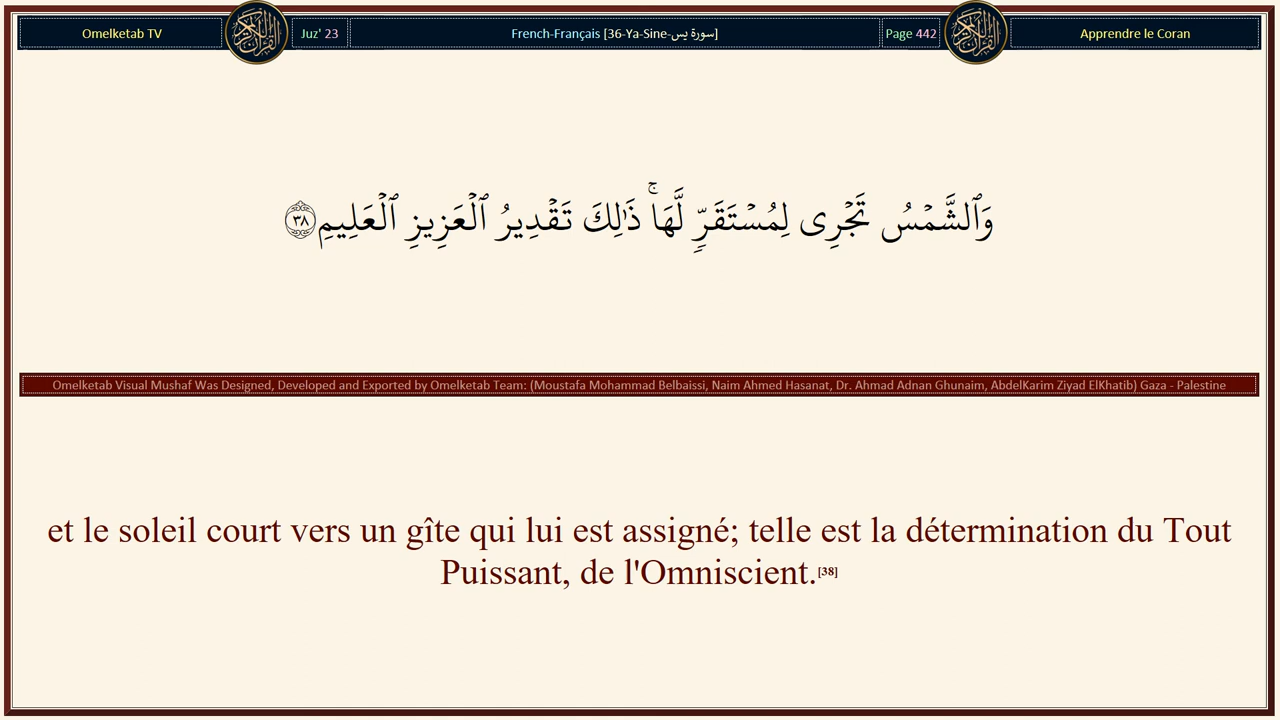 Omelketab TV
Juz' 23
French-Français [36-Ya-Sine-سورة يس]
Page 442
Apprendre le Coran
وَٱلشَّمۡسُ تَجۡرِى لِمُسۡتَقَرٍّ لَّهَاۚ ذَٰلِكَ تَقۡدِيرُ ٱلۡعَزِيزِ ٱلۡعَلِيمِ ٣٨
Omelketab Visual Mushaf Was Designed, Developed and Exported by Omelketab Team: (Moustafa Mohammad Belbaissi, Naim Ahmed Hasanat, Dr. Ahmad Adnan Ghunaim, AbdelKarim Ziyad ElKhatib) Gaza - Palestine
et le soleil court vers un gîte qui lui est assigné; telle est la détermination du Tout
Puissant, de l'Omniscient.[38]